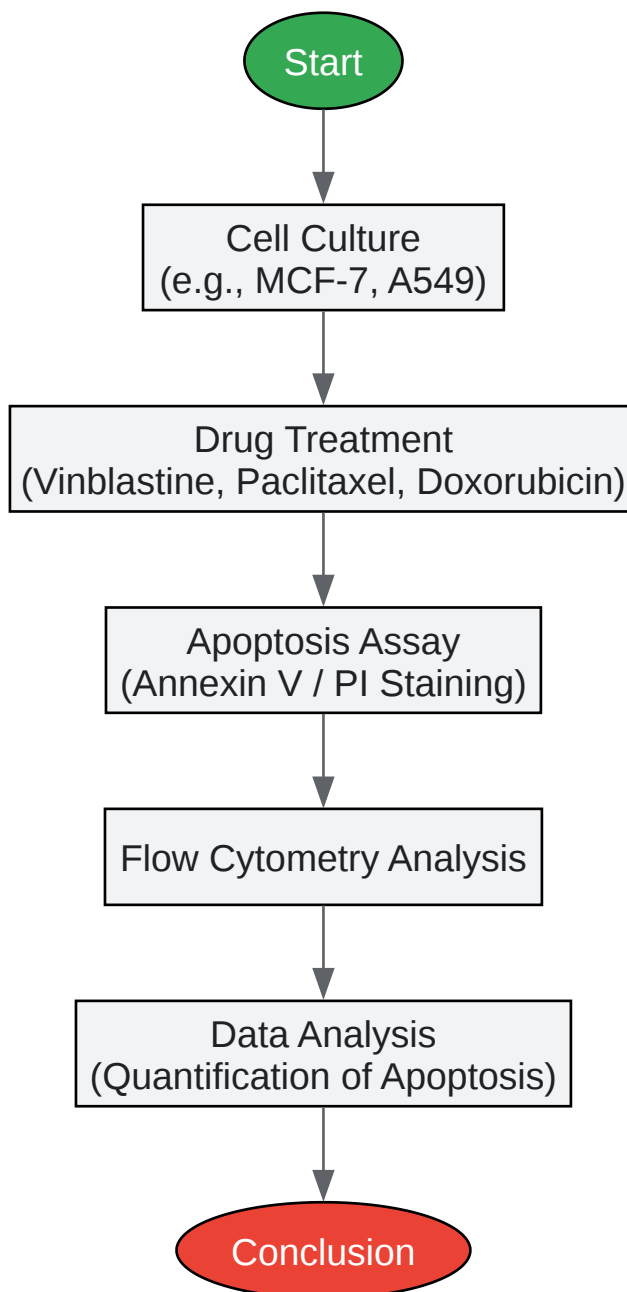 Start
Cell Culture
(e.g., MCF-7, A549)
Drug Treatment
(Vinblastine, Paclitaxel, Doxorubicin)
Apoptosis Assay
(Annexin V / PI Staining)
Flow Cytometry Analysis
Data Analysis
(Quantification of Apoptosis)
Conclusion